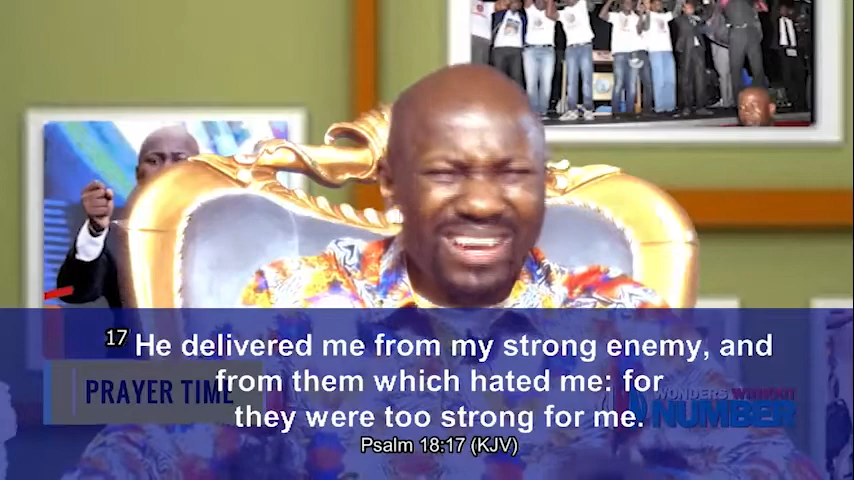 17 He delivered me from my strong enemy, and
from them which hated me: for
they were too strong for me.
Psalm 18:17 (KJV)
PRAYER TIME
WONDERS WITHOUT
NUMBER